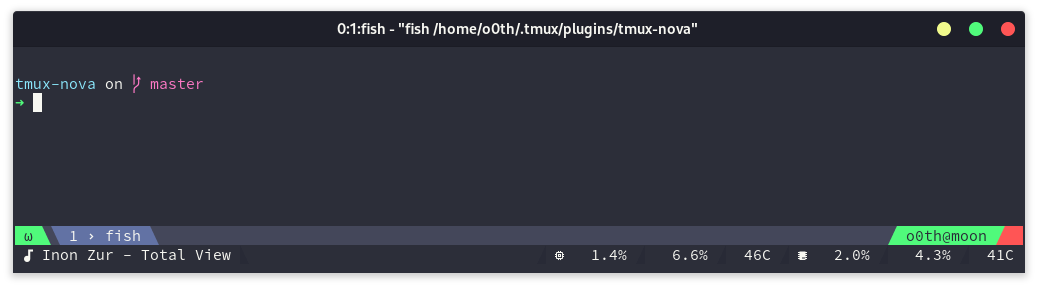 0:1:fish - "fish /home/o0th/.tmux/plugins/tmux-nova"
tmux-nova on master
➜
ω 1 › fish o0th@moon
Inon Zur - Total View 1.4% 6.6% 46C 2.0% 4.3% 41C